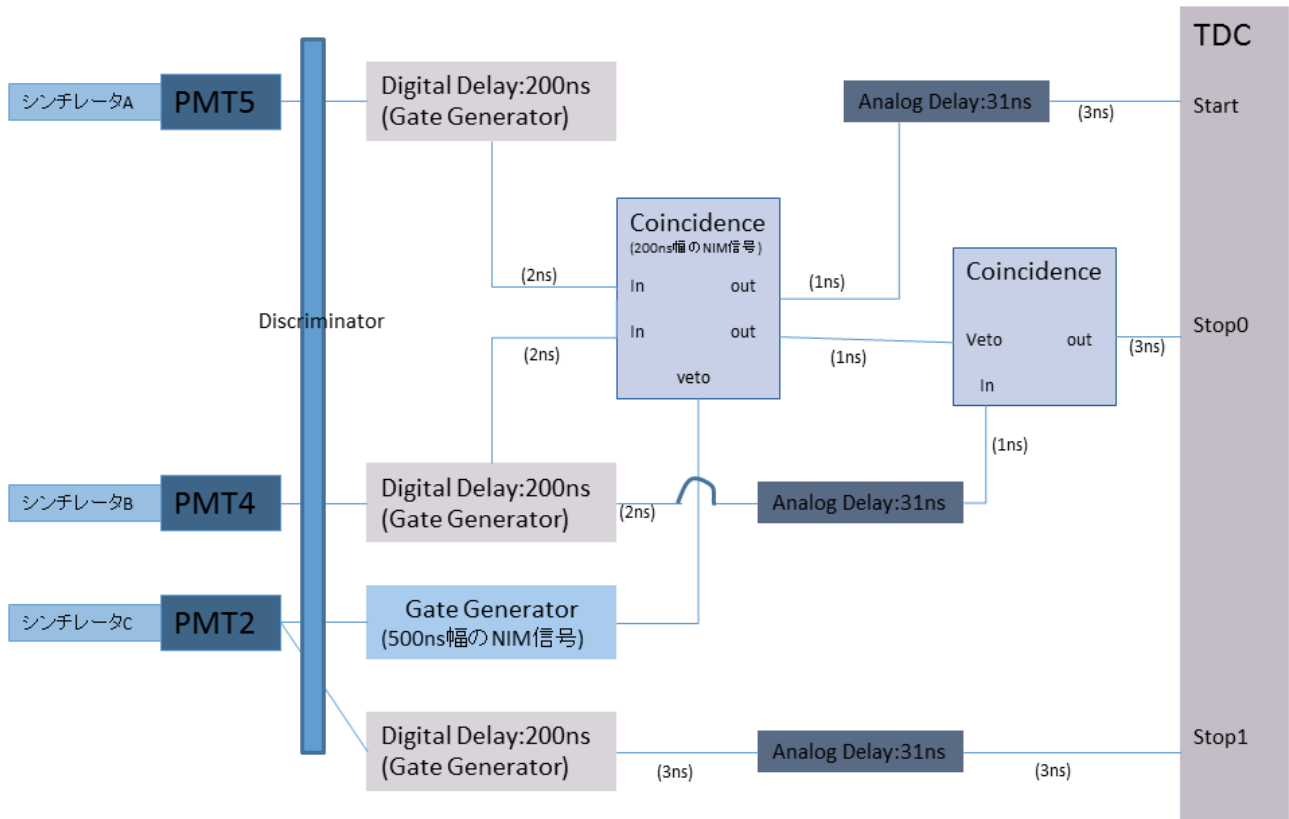 TDC
シンチレータA
PMT5
Digital Delay:200ns
(Gate Generator)
Analog Delay:31ns
(3ns)
Start
Coincidence
(200ns幅のNIM信号)
(2ns)
In
out
(1ns)
Coincidence
Discriminator
In
out
(2ns)
(1ns)
Veto
out
(3ns)
Stop0
veto
In
(1ns)
シンチレータB
PMT4
Digital Delay:200ns
(Gate Generator)
(2ns)
Analog Delay:31ns
シンチレータC
PMT2
Gate Generator
(500ns幅のNIM信号)
Digital Delay:200ns
(Gate Generator)
(3ns)
Analog Delay:31ns
(3ns)
Stop1